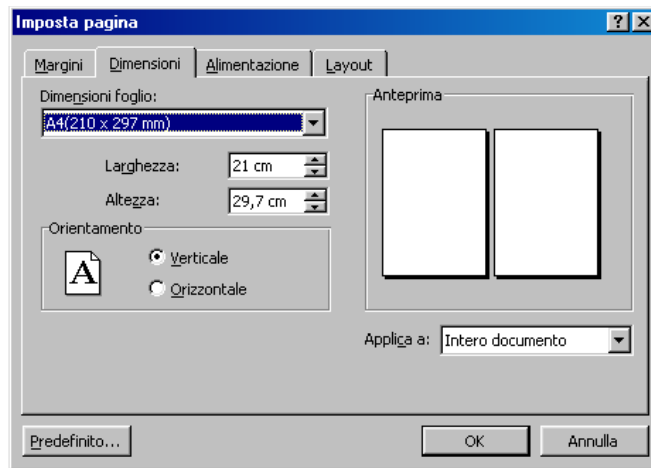 Imposta pagina
Margini Dimensioni Alimentazione Layout
Dimensioni foglio:
A4(210 x 297 mm)
Larghezza: 21 cm
Altezza: 29,7 cm
Orientamento
A
Verticale
Orizzontale
Anteprima
Applica a: Intero documento
Predefinito... OK Annulla